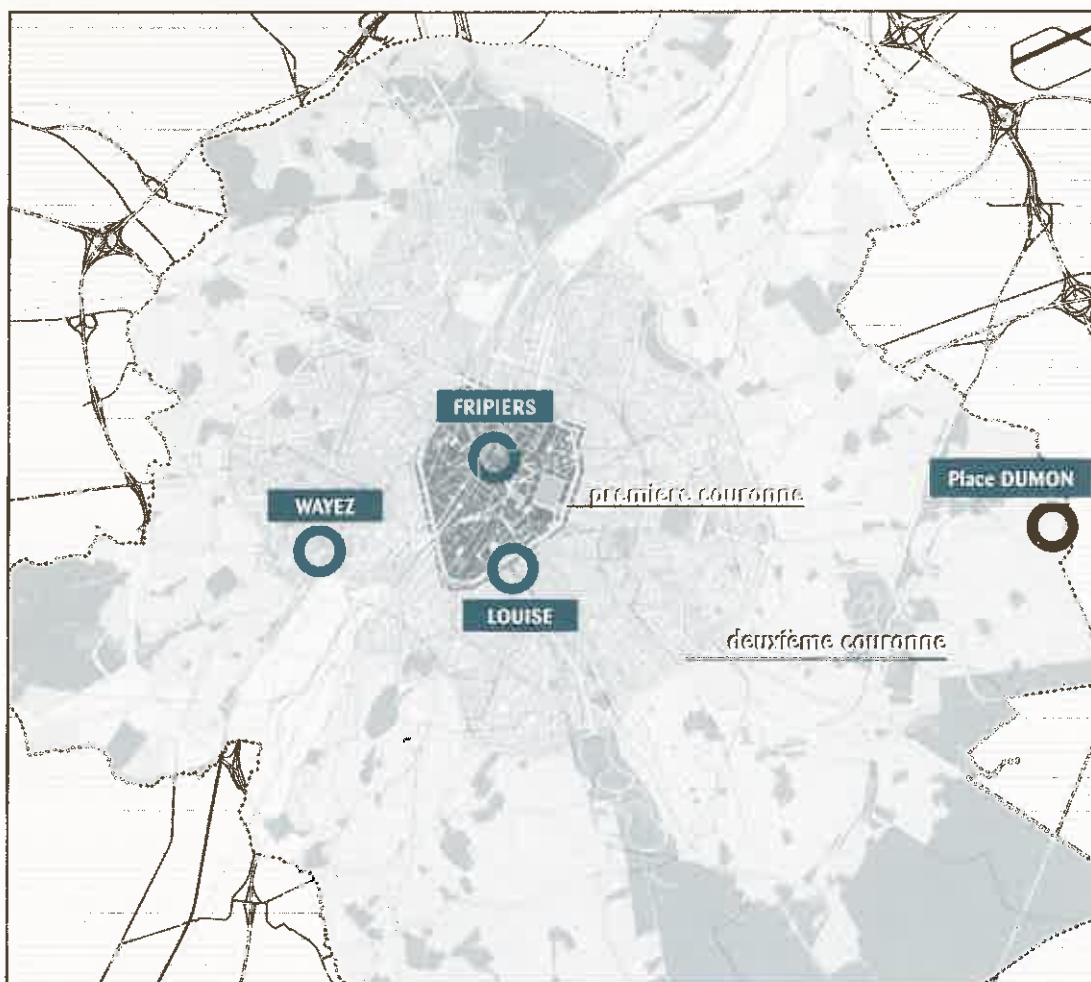 FRIPIERS
Place DUMON
première couronne
WAYEZ
LOUISE
deuxième couronne